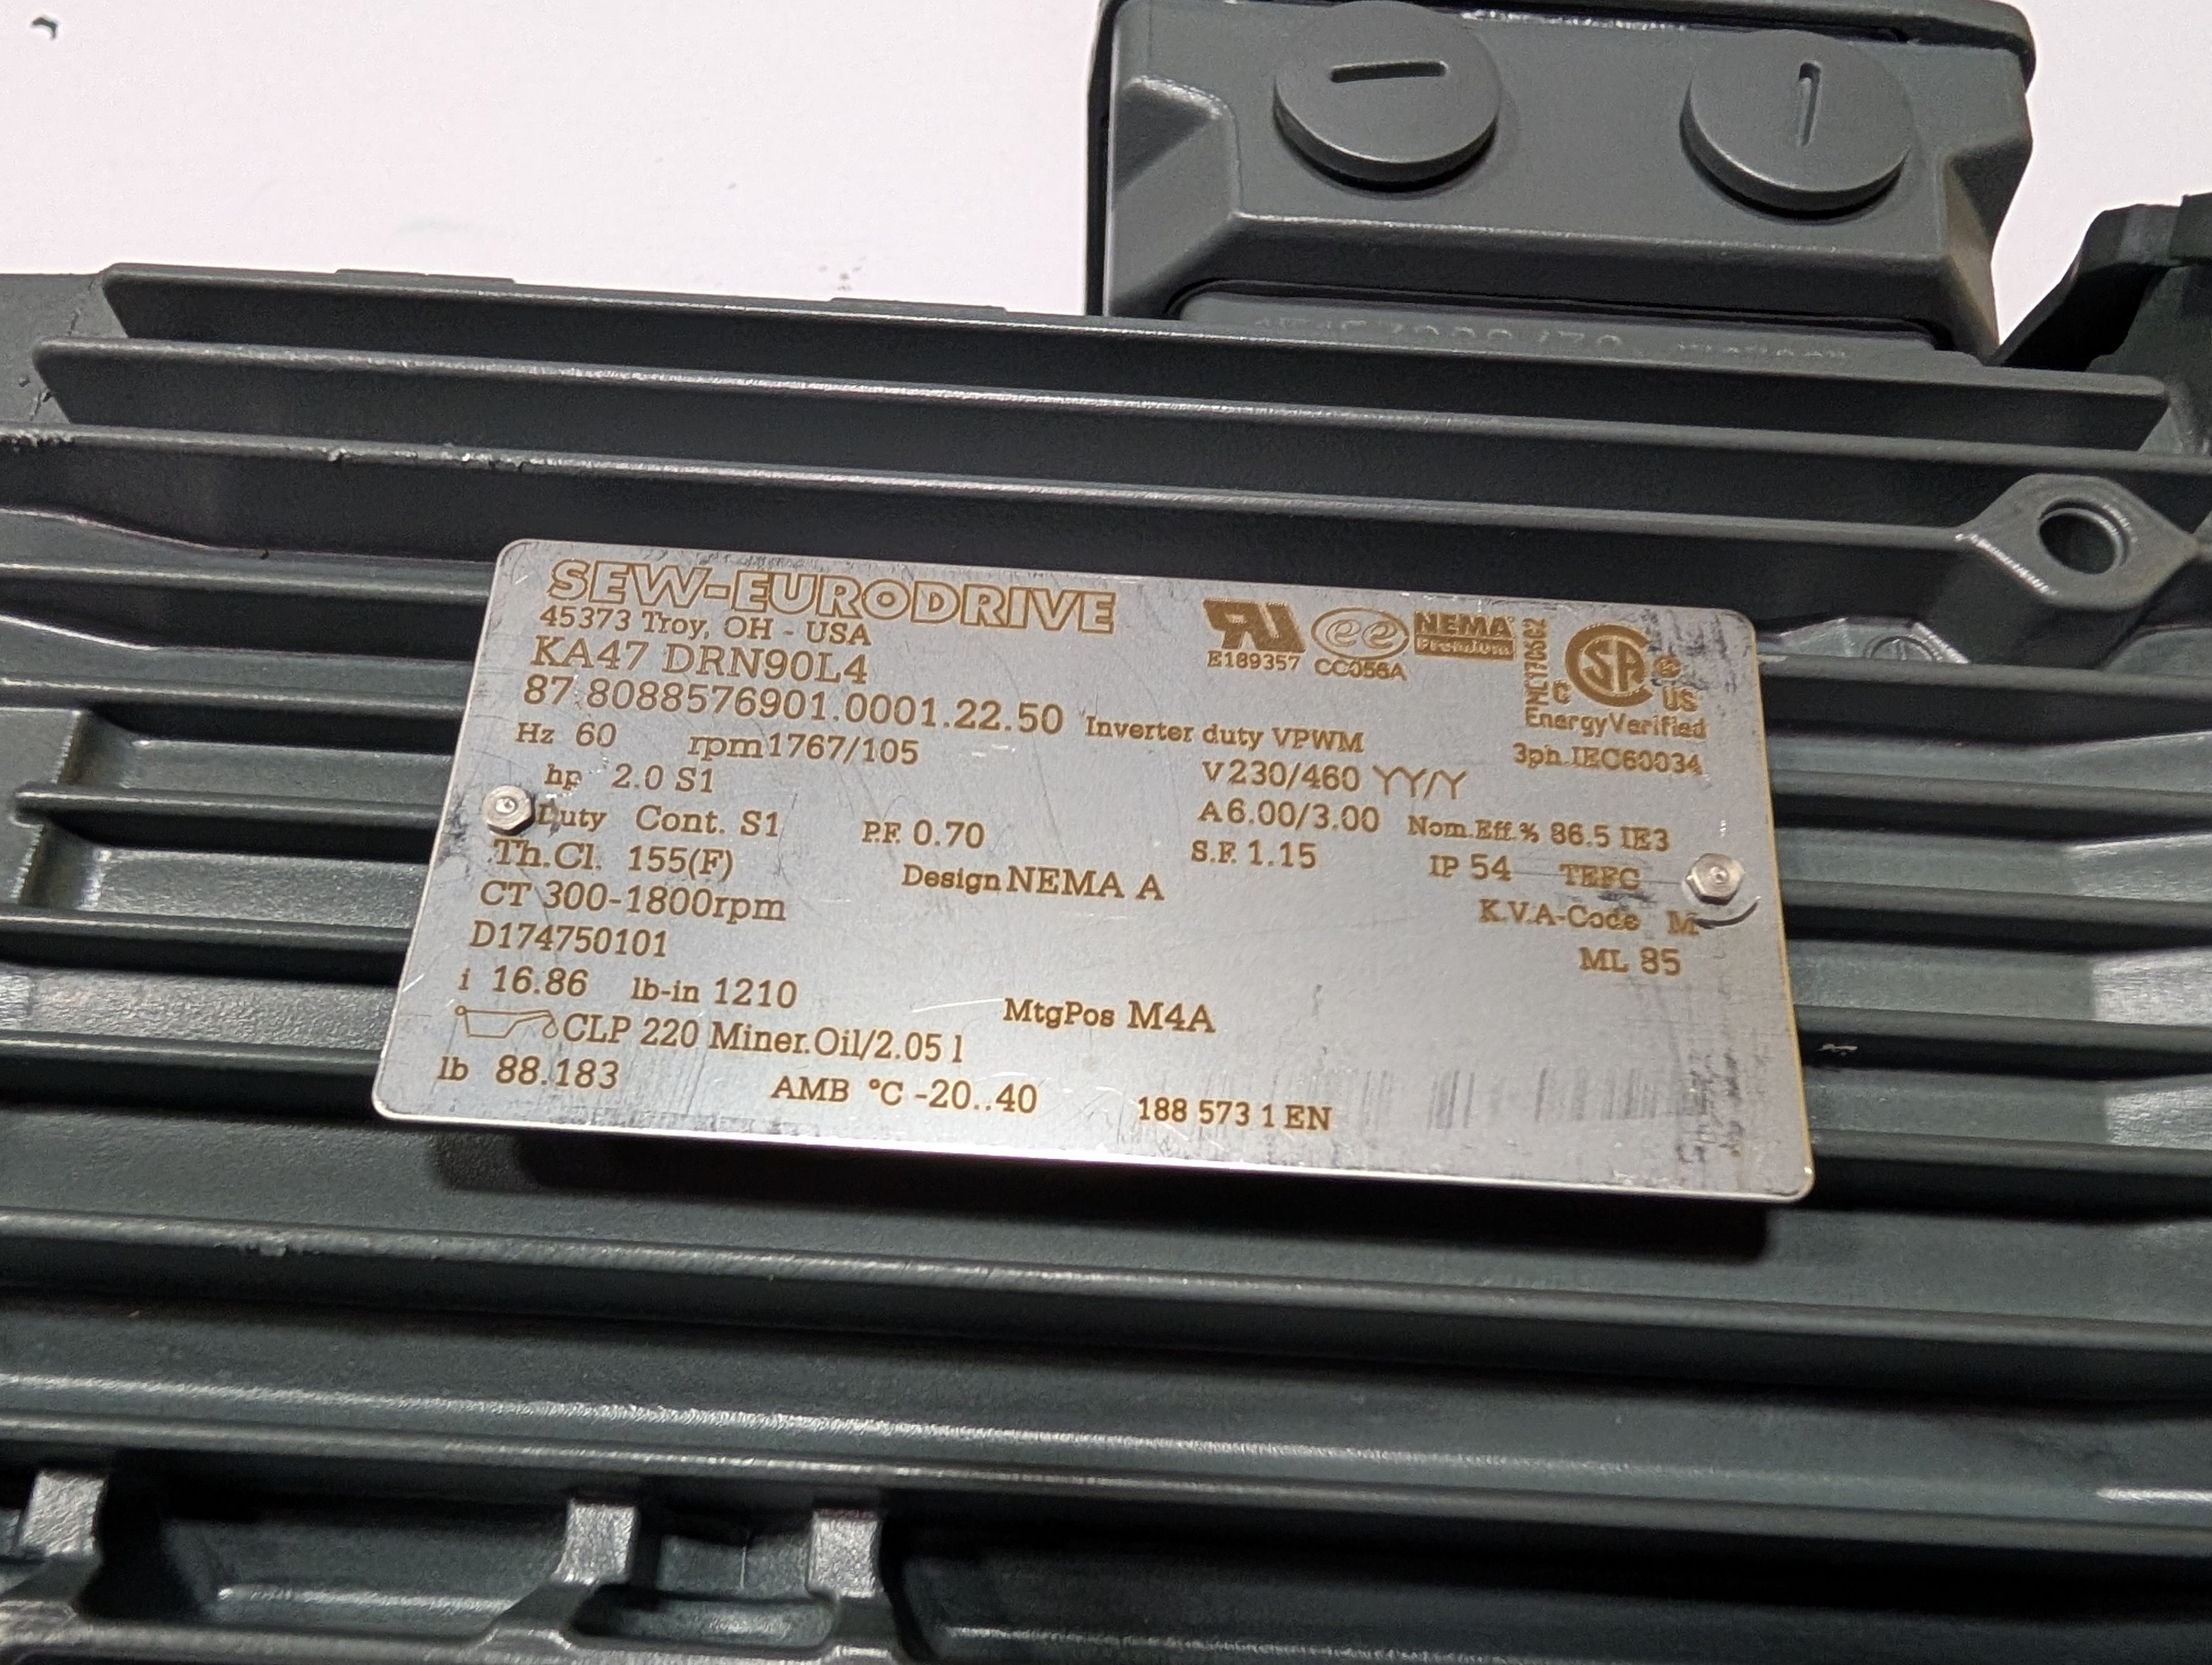 SEW-EURODRIVE
45373 Troy, OH - USA
KA47 DRN90L4
87.8088576901.0001.22.50 Inverter duty VPWM
E189357 CC056A
NEMA Premium
CSA C US
Energy Verified
3ph.IEC60034
Hz 60 rpm 1767/105 V 230/460 YY/Y
hp 2.0 S1 A 6.00/3.00 Nom.Eff.% 86.5 IE3
Duty Cont. S1 P.F. 0.70 S.F. 1.15 IP 54 TEFC
Th.Cl. 155(F) Design NEMA A K.V.A-Code M
CT 300-1800rpm ML 85
D174750101
i 16.86 lb-in 1210 MtgPos M4A
CLP 220 Miner.Oil/2.05 l
lb 88.183 AMB °C -20..40 188 573 1 EN